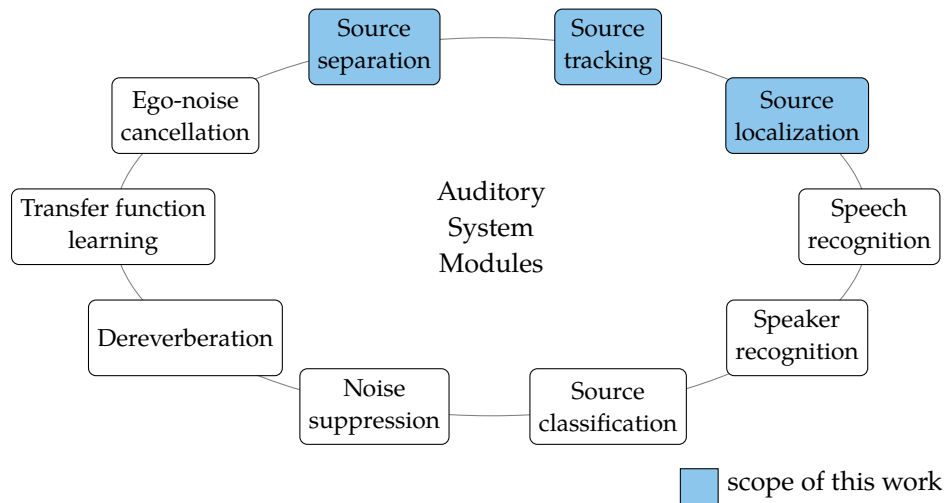 Source
separation
Source
tracking
Ego-noise
cancellation
Source
localization
Transfer function
learning
Auditory
System
Modules
Speech
recognition
Dereverberation
Speaker
recognition
Noise
suppression
Source
classification
scope of this work